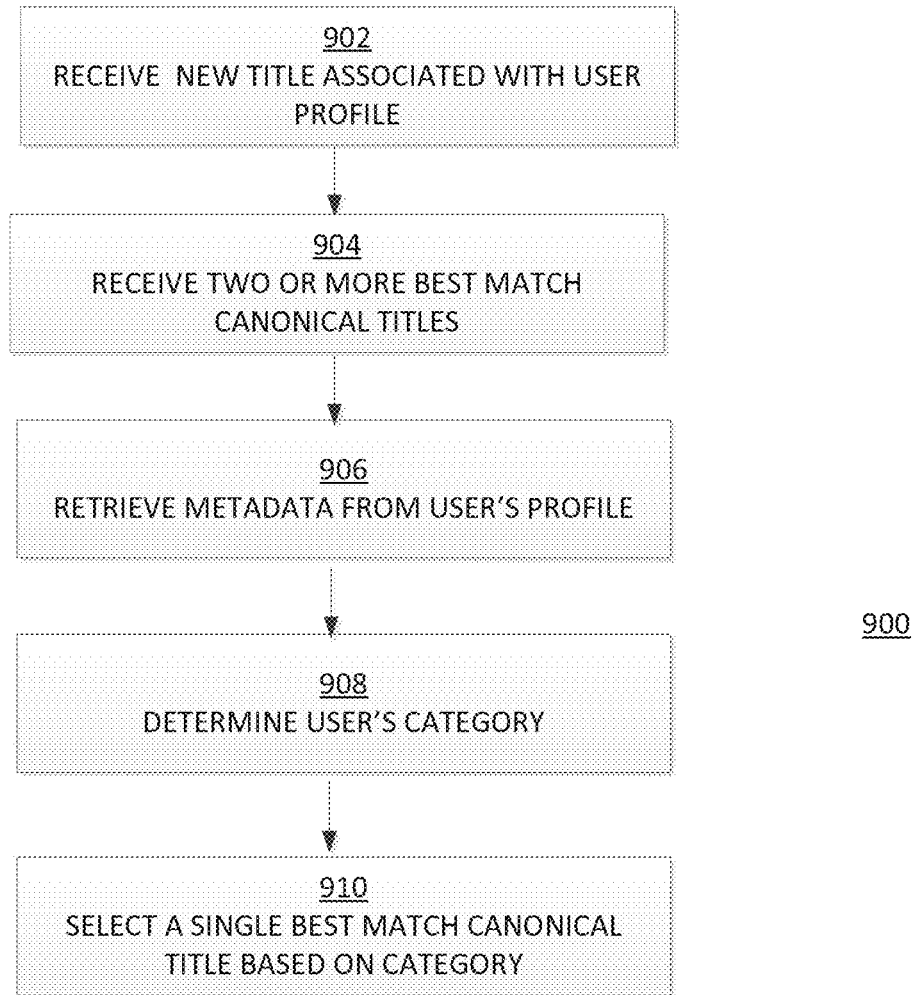 902
RECEIVE NEW TITLE ASSOCIATED WITH USER
PROFILE
904
RECEIVE TWO OR MORE BEST MATCH
CANONICAL TITLES
906
RETRIEVE METADATA FROM USER'S PROFILE
900
908
DETERMINE USER'S CATEGORY
910
SELECT A SINGLE BEST MATCH CANONICAL
TITLE BASED ON CATEGORY